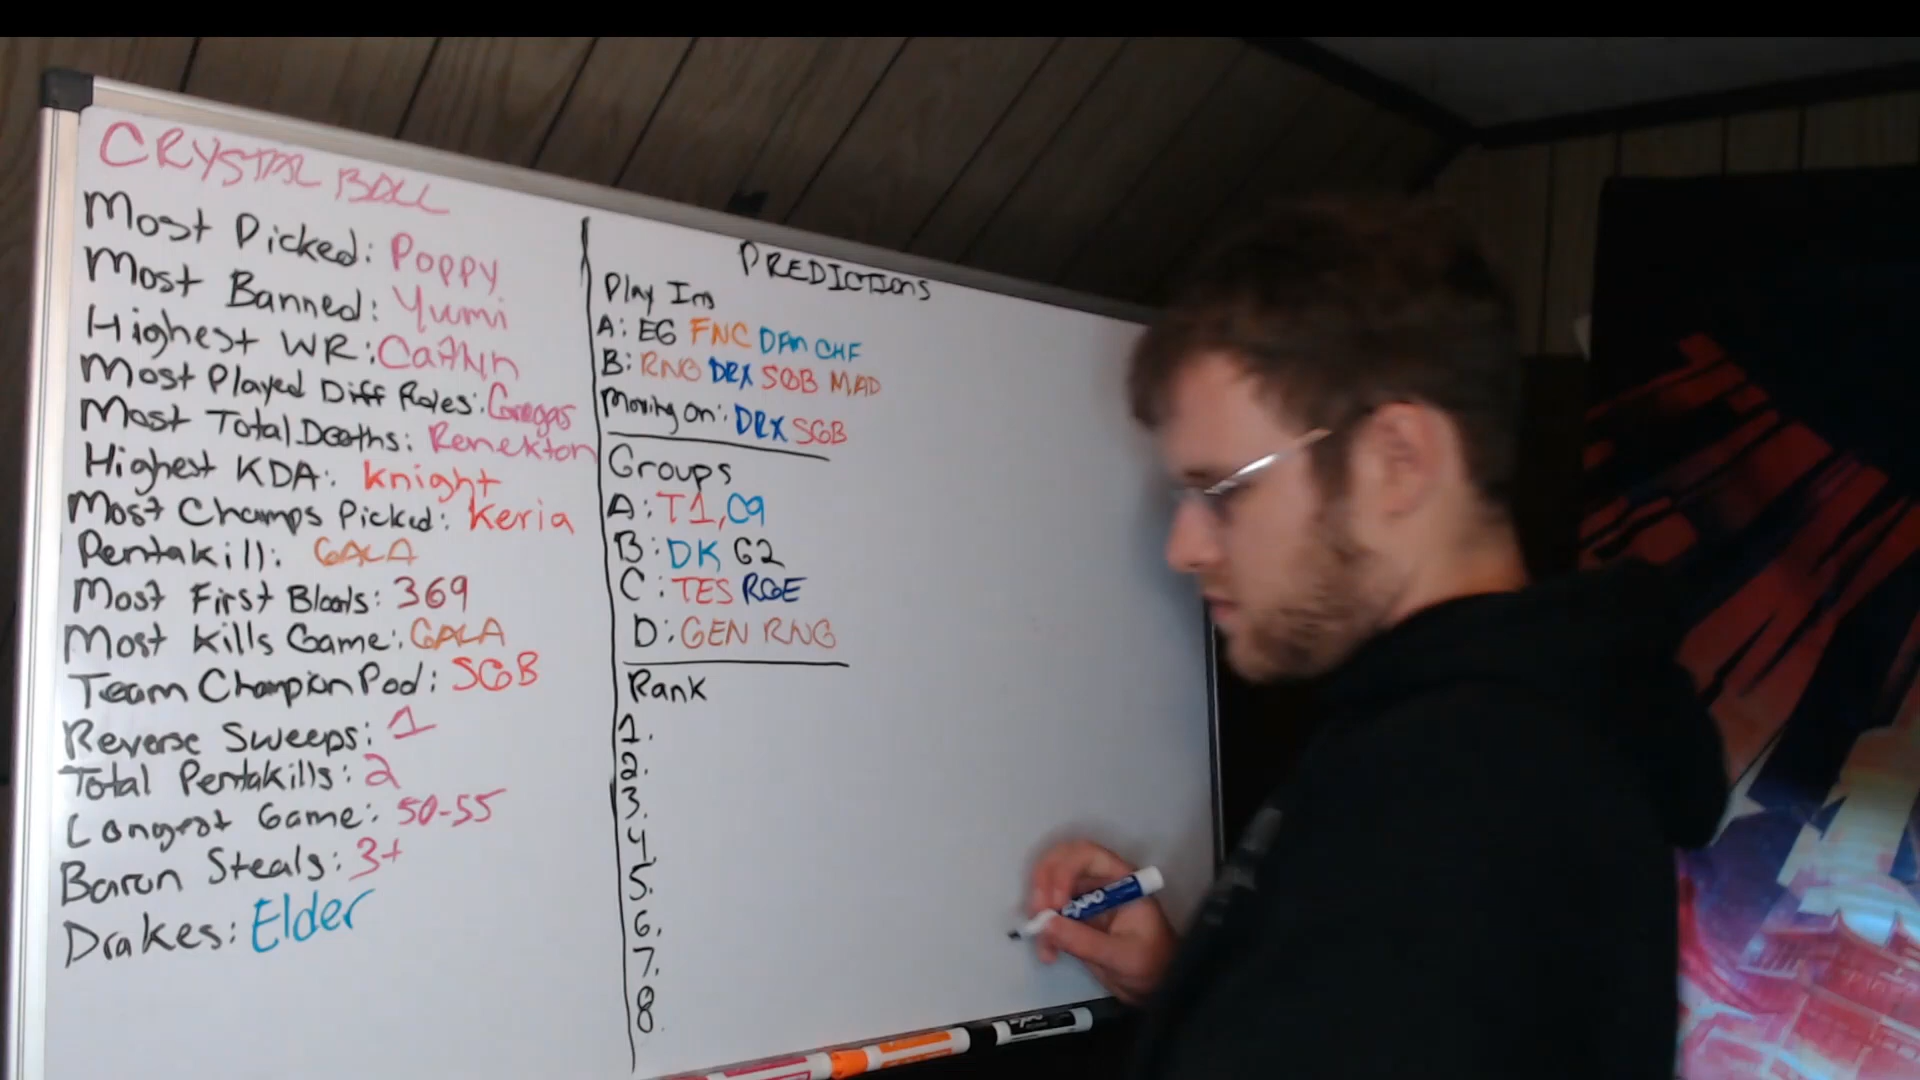 CRYSTAL BALL
Most Picked: Poppy
Most Banned: Yumi
Highest WR: Caitlyn
Most Played Diff Roles: Gragas
Most Total Deaths: Renekton
Highest KDA: knight
Most Champs Picked: Keria
Pentakill: GALA
Most First Bloods: 369
Most Kills Game: GALA
Team Champion Pod: SGB
Reverse Sweeps: 1
Total Pentakills: 2
Longest Game: 50-55
Baron Steals: 3+
Drakes: Elder
PREDICTIONS
Play Ins
A: EG FNC DFM CHF
B: RNG DRX SGB MAD
Moving On: DRX SGB
Groups
A: T1, C9
B: DK G2
C: TES RGE
D: GEN RNG
Rank
1.
2.
3.
4
5.
6.
7.
8.
EXPO